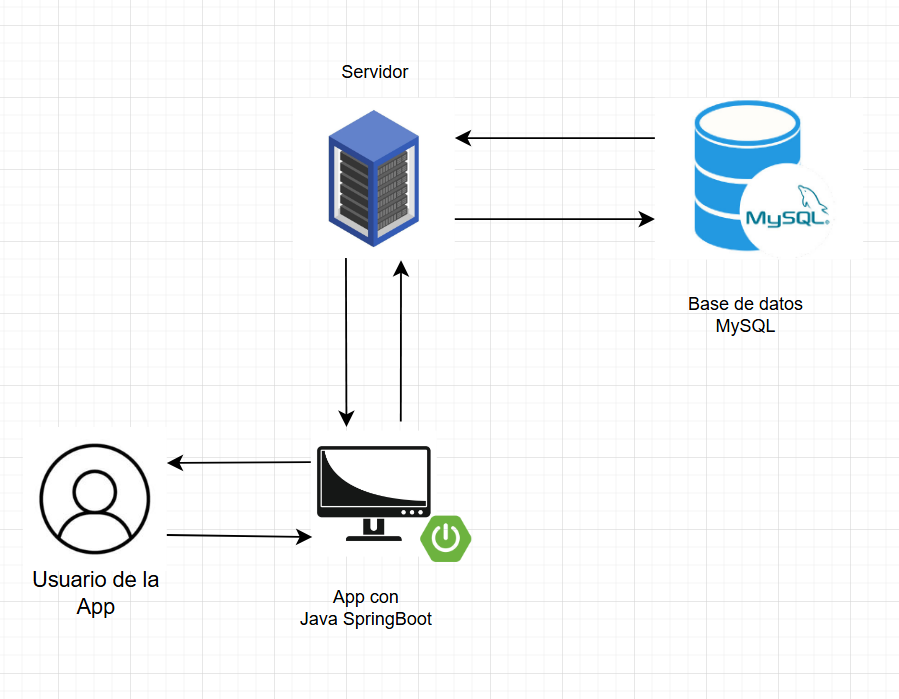 Servidor
MySQL.
Base de datos
MySQL
Usuario de la
App
App con
Java SpringBoot